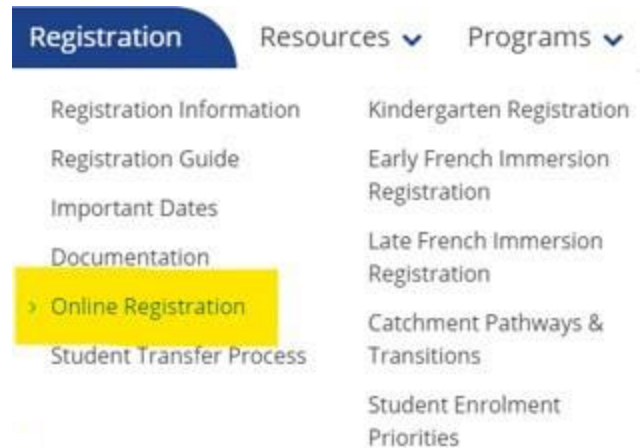 Registration Resources Programs
Registration Information
Registration Guide
Important Dates
Documentation
> Online Registration
Student Transfer Process
Kindergarten Registration
Early French Immersion
Registration
Late French Immersion
Registration
Catchment Pathways &
Transitions
Student Enrolment
Priorities